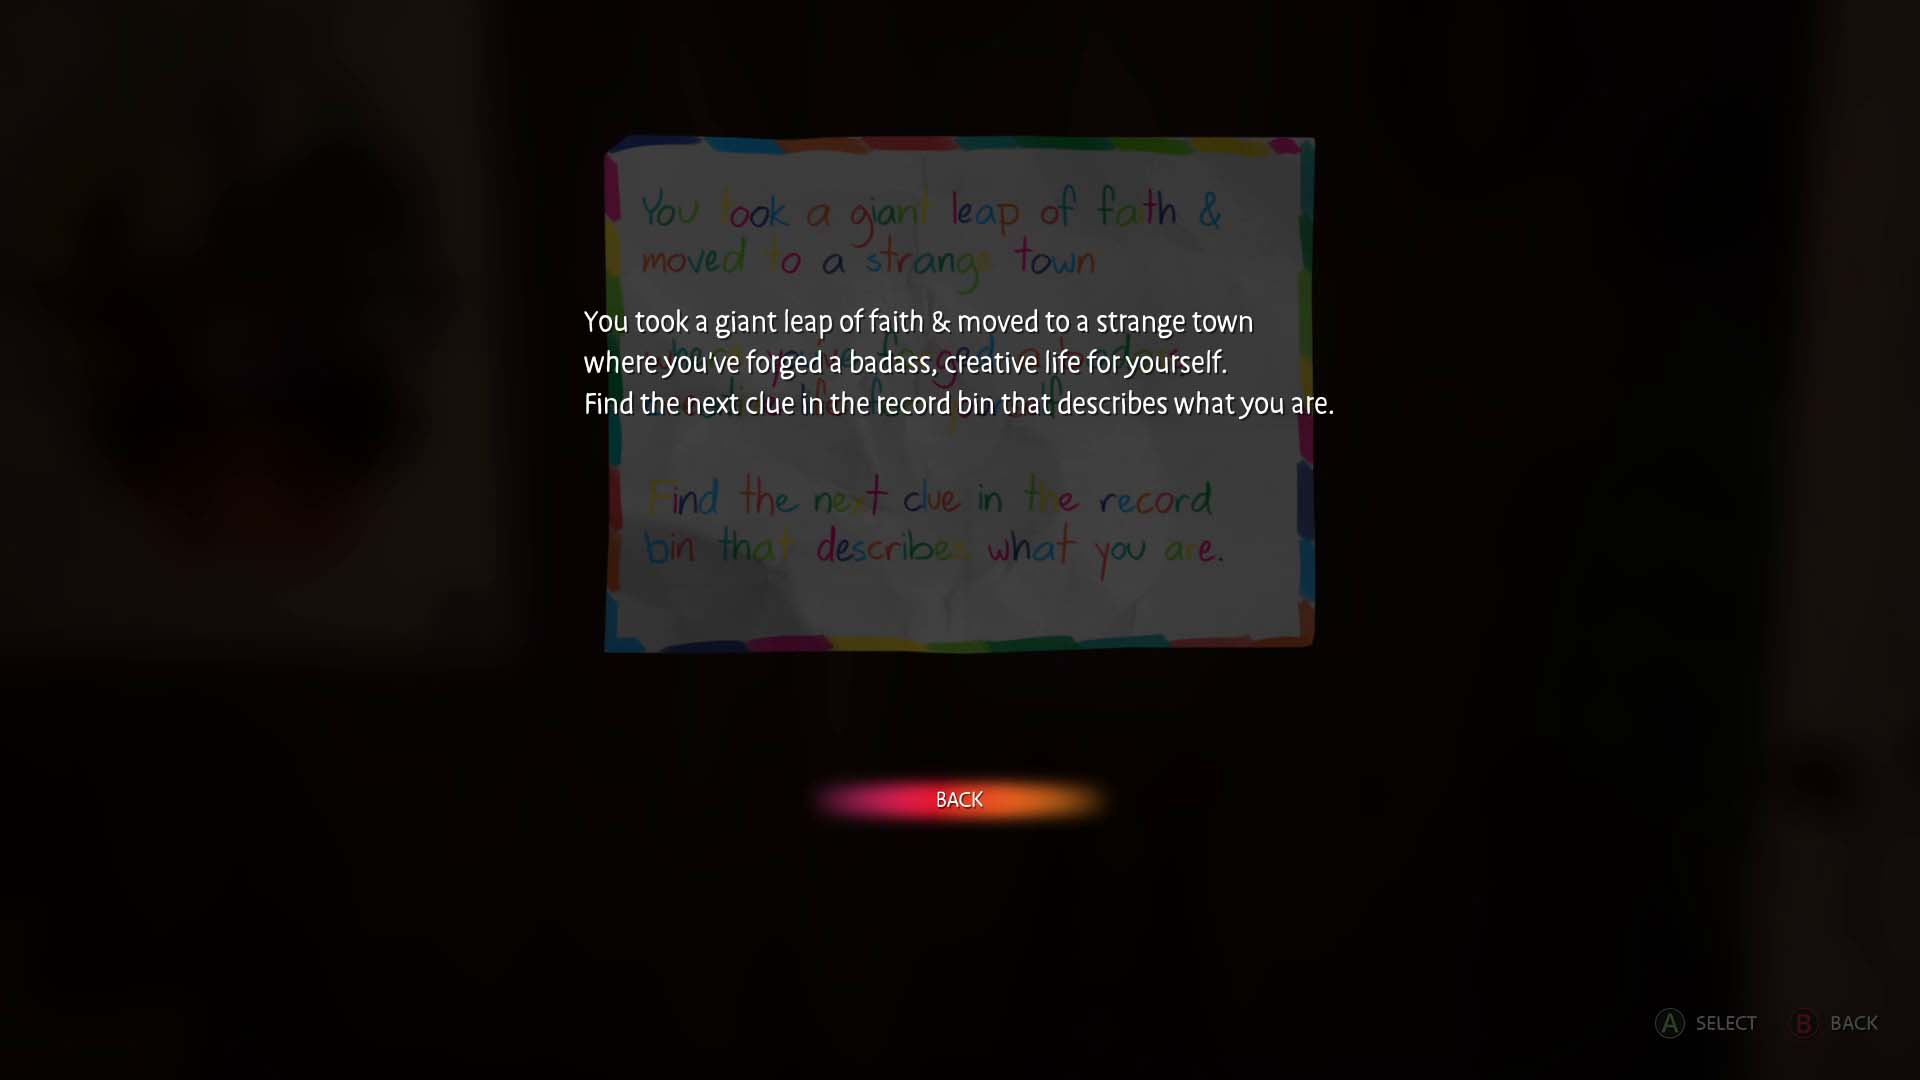 You took a giant leap of faith &
moved to a strange town
You took a giant leap of faith & moved to a strange town
where you've forged a badass, creative life for yourself.
Find the next clue in the record bin that describes what you are.
Find the next clue in the record
bin that describes what you are.
BACK
A SELECT B BACK